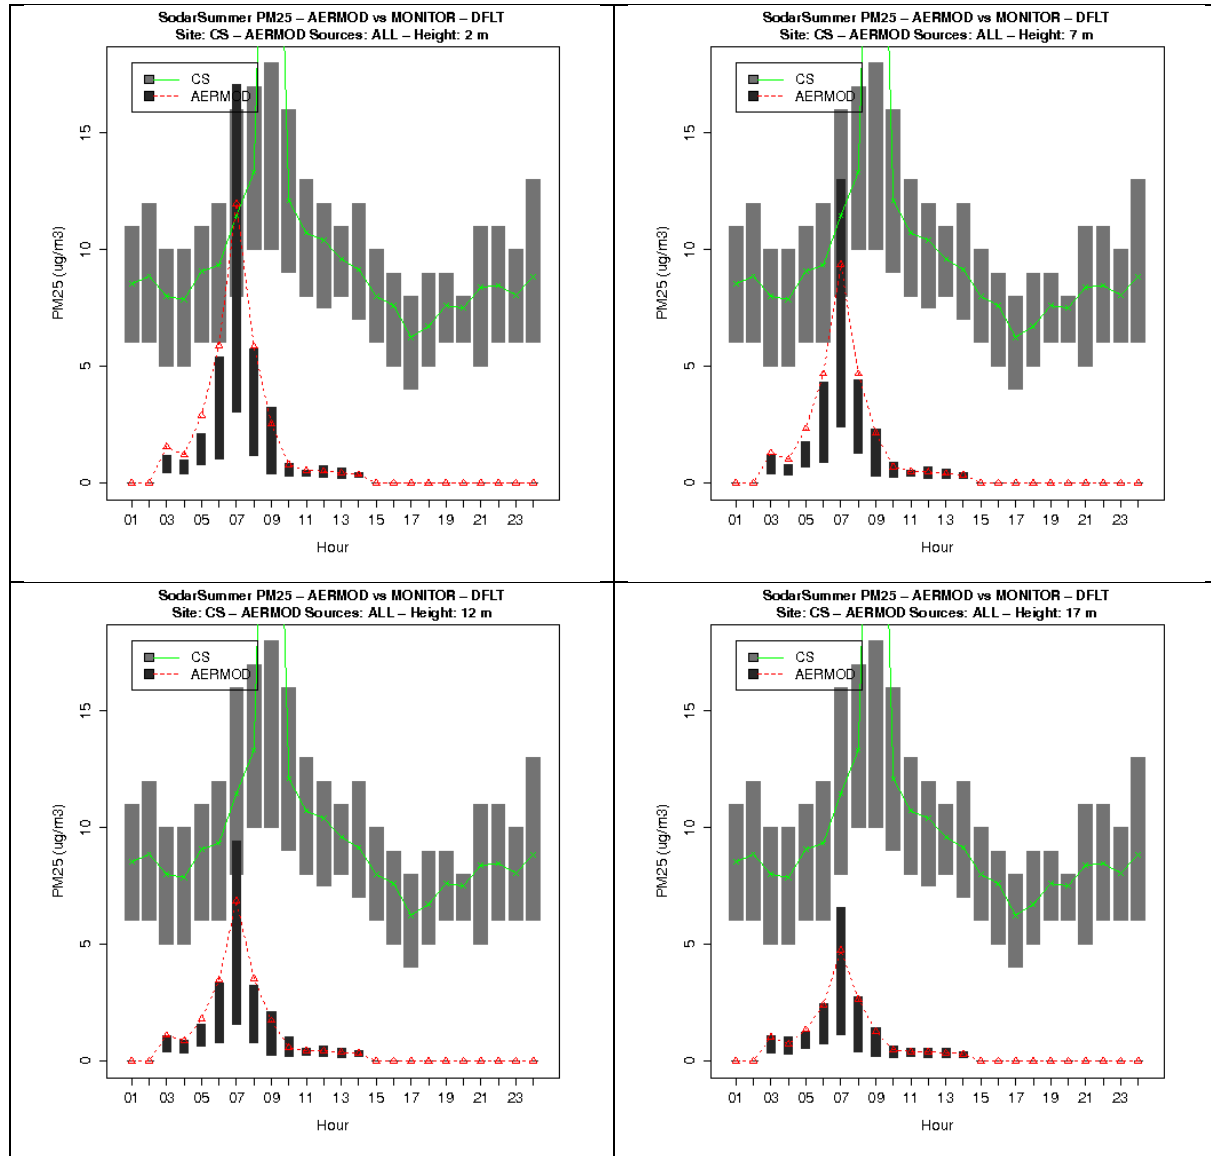 SodarSummer PM25 – AERMOD vs MONITOR – DFLT
Site: CS – AERMOD Sources: ALL – Height: 2 m
CS
AERMOD
PM25 (ug/m3)
15
10
5
0
01 03 05 07 09 11 13 15 17 19 21 23
Hour
SodarSummer PM25 – AERMOD vs MONITOR – DFLT
Site: CS – AERMOD Sources: ALL – Height: 7 m
CS
AERMOD
PM25 (ug/m3)
15
10
5
0
01 03 05 07 09 11 13 15 17 19 21 23
Hour
SodarSummer PM25 – AERMOD vs MONITOR – DFLT
Site: CS – AERMOD Sources: ALL – Height: 12 m
CS
AERMOD
PM25 (ug/m3)
15
10
5
0
01 03 05 07 09 11 13 15 17 19 21 23
Hour
SodarSummer PM25 – AERMOD vs MONITOR – DFLT
Site: CS – AERMOD Sources: ALL – Height: 17 m
CS
AERMOD
PM25 (ug/m3)
15
10
5
0
01 03 05 07 09 11 13 15 17 19 21 23
Hour